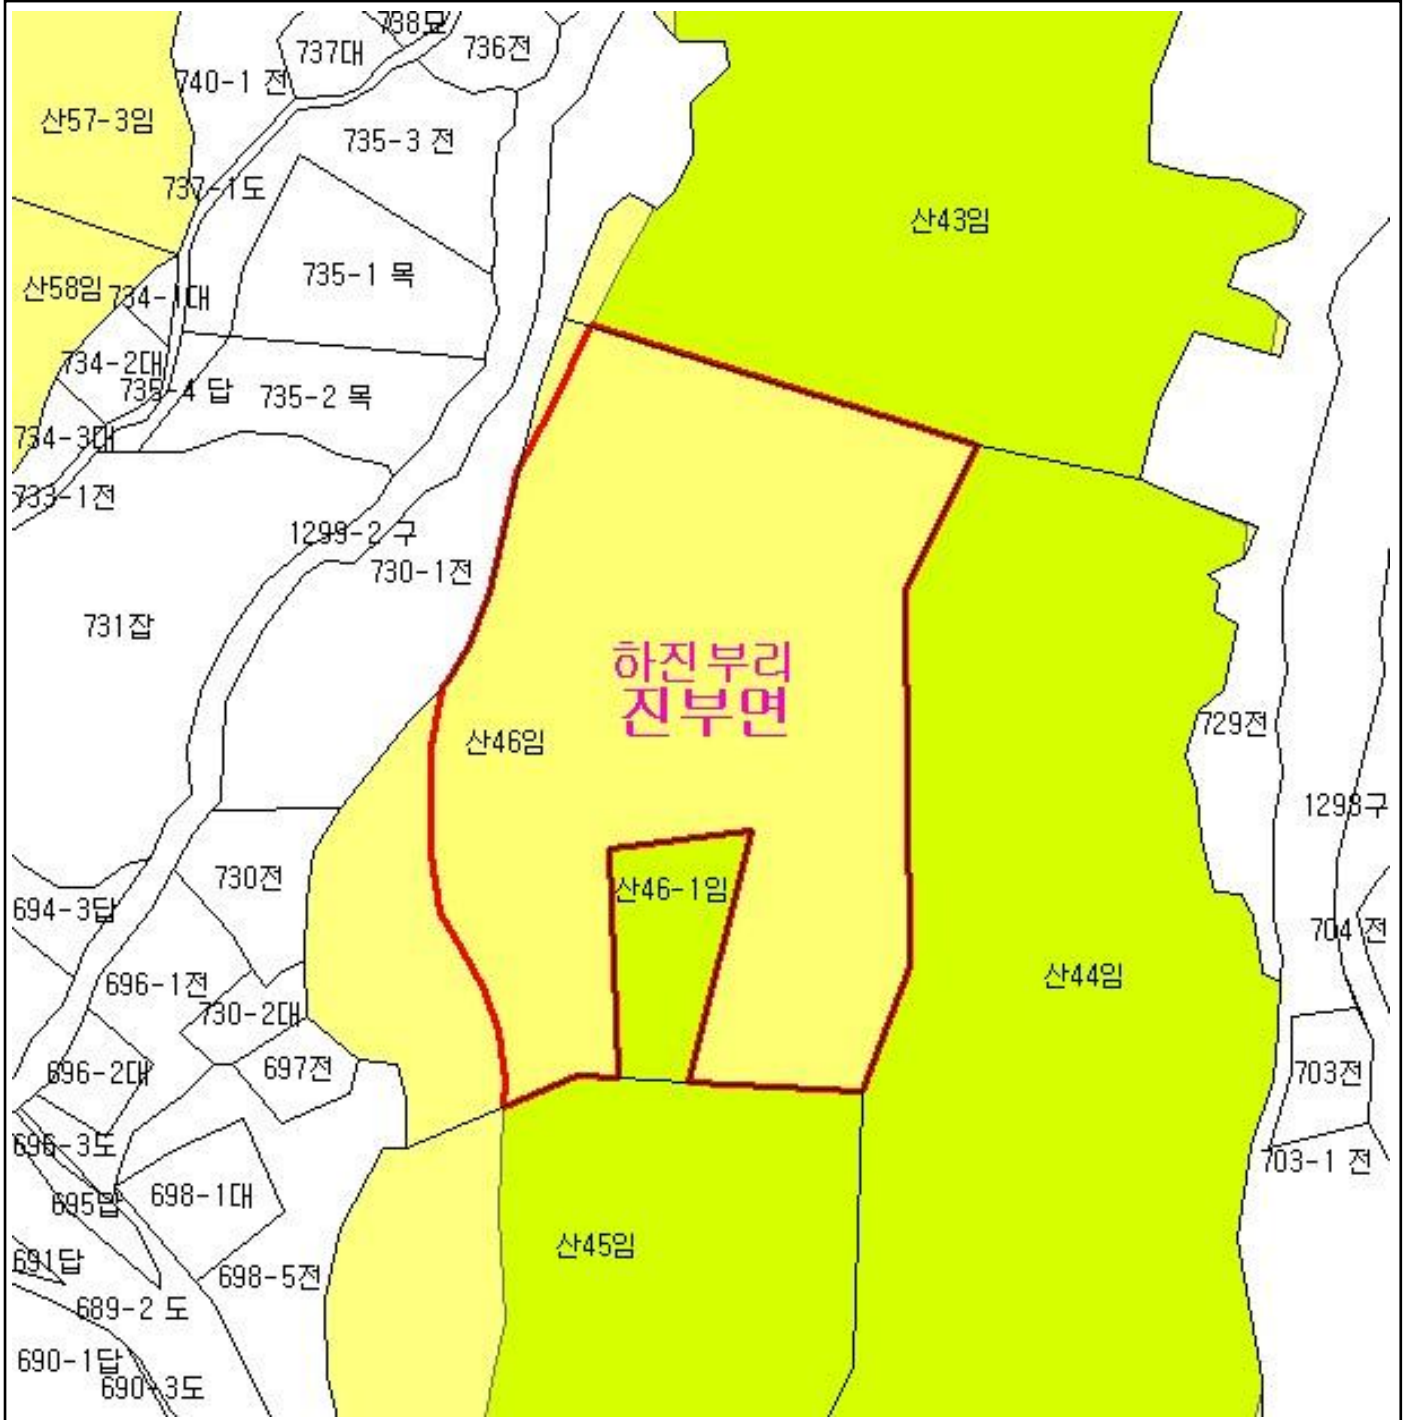 738묘
737대
736전
740-1 전
산57-3임
735-3 전
737-1도
산43임
735-1 목
산58임
734-1대
734-2대
735-4 답
735-2 목
734-3대
733-1전
1299-2 구
730-1전
731잡
하진부리
진부면
729전
산46임
1298구
730전
산46-1임
694-3답
704 전
696-1전
산44임
730-2대
697전
696-2대
703전
696-3도
703-1 전
698-1대
산45임
691답
698-5전
689-2 도
690-1답
690-3도